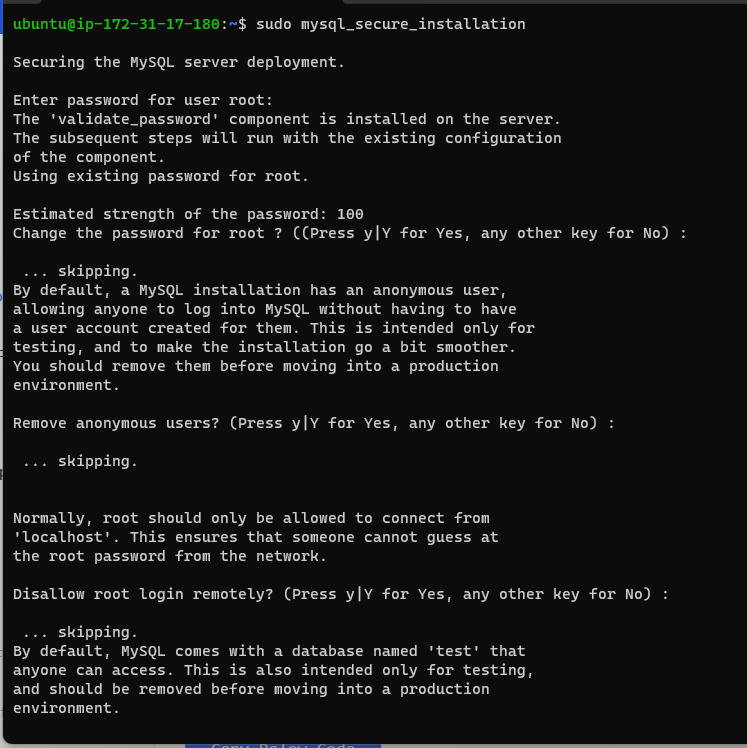 ubuntu@ip-172-31-17-180:~$ sudo mysql_secure_installation
Securing the MySQL server deployment.
Enter password for user root:
The 'validate_password' component is installed on the server.
The subsequent steps will run with the existing configuration
of the component.
Using existing password for root.
Estimated strength of the password: 100
Change the password for root ? ((Press y|Y for Yes, any other key for No) :
... skipping.
By default, a MySQL installation has an anonymous user,
allowing anyone to log into MySQL without having to have
a user account created for them. This is intended only for
testing, and to make the installation go a bit smoother.
You should remove them before moving into a production
environment.
Remove anonymous users? (Press y|Y for Yes, any other key for No) :
... skipping.
Normally, root should only be allowed to connect from
'localhost'. This ensures that someone cannot guess at
the root password from the network.
Disallow root login remotely? (Press y|Y for Yes, any other key for No) :
... skipping.
By default, MySQL comes with a database named 'test' that
anyone can access. This is also intended only for testing,
and should be removed before moving into a production
environment.